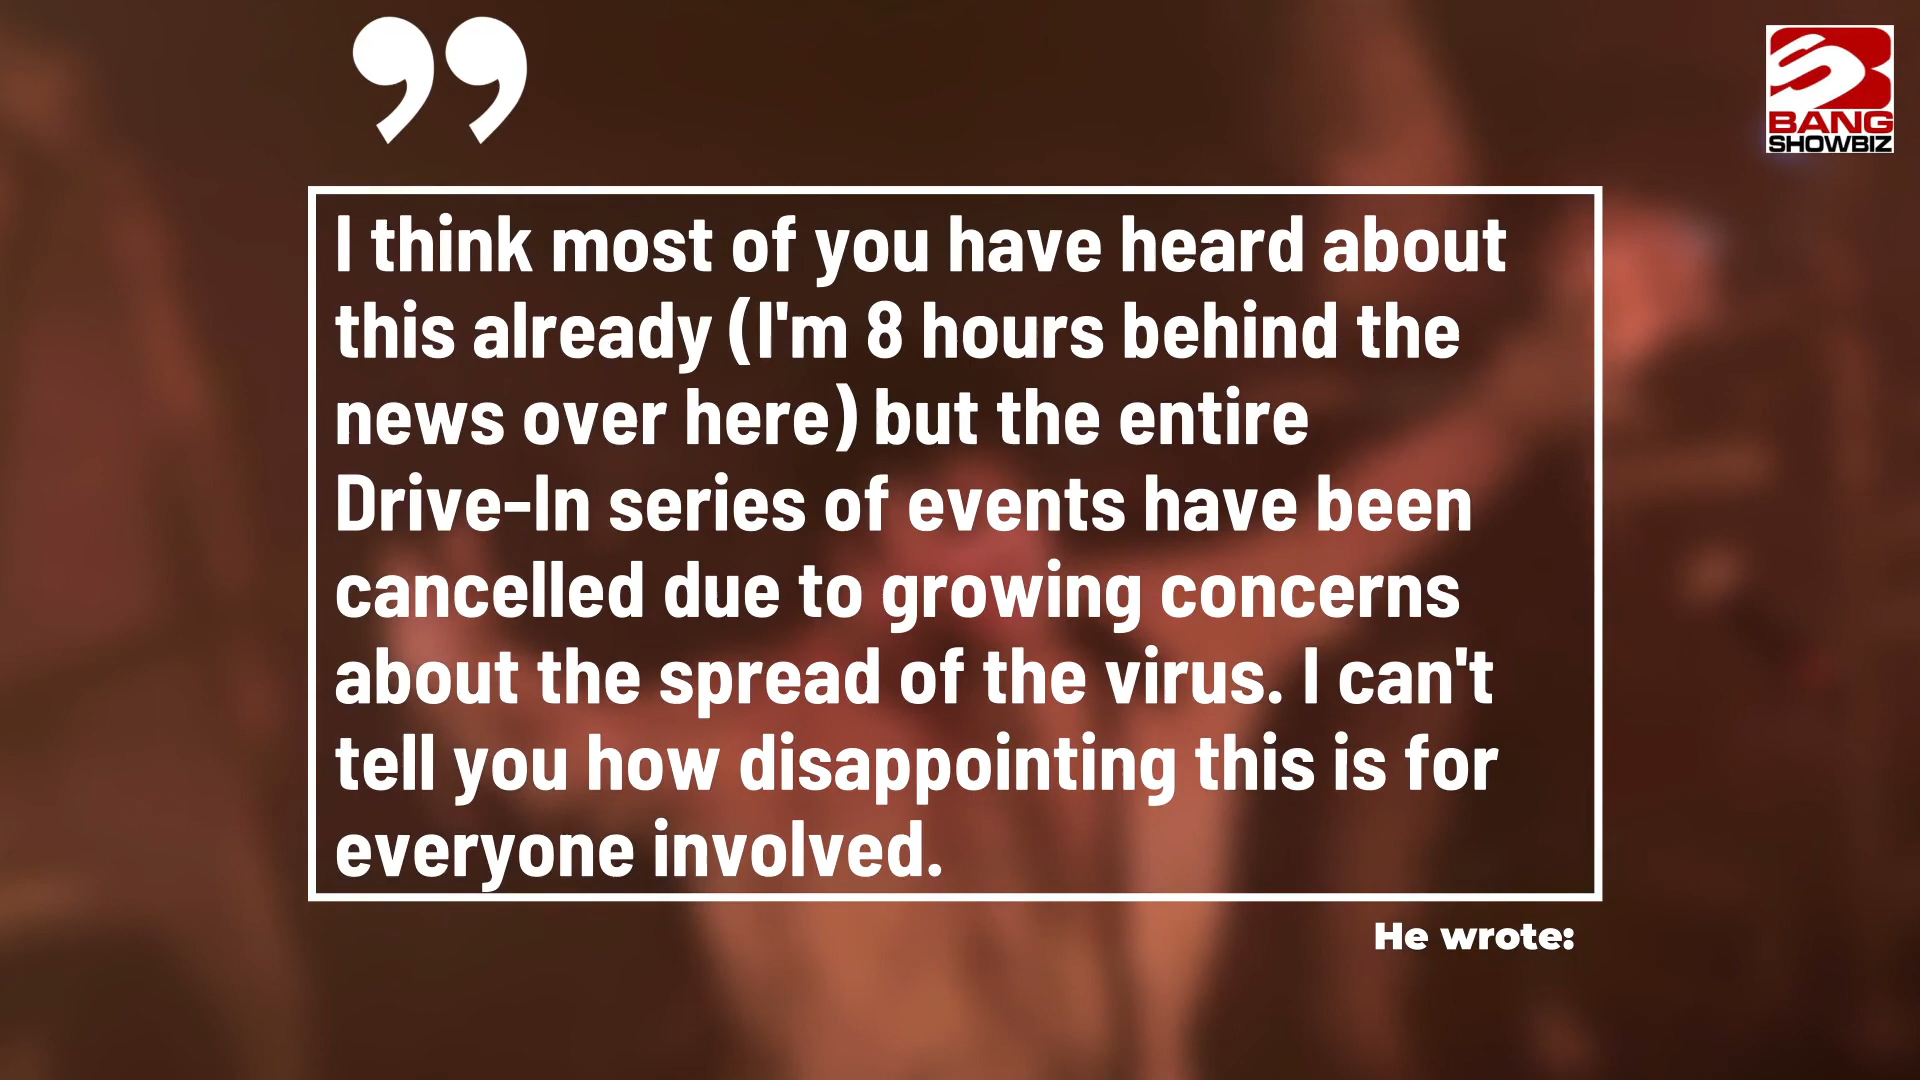 ”
BANG
SHOWBIZ
I think most of you have heard about
this already (I'm 8 hours behind the
news over here) but the entire
Drive-In series of events have been
cancelled due to growing concerns
about the spread of the virus. I can't
tell you how disappointing this is for
everyone involved.
He wrote: